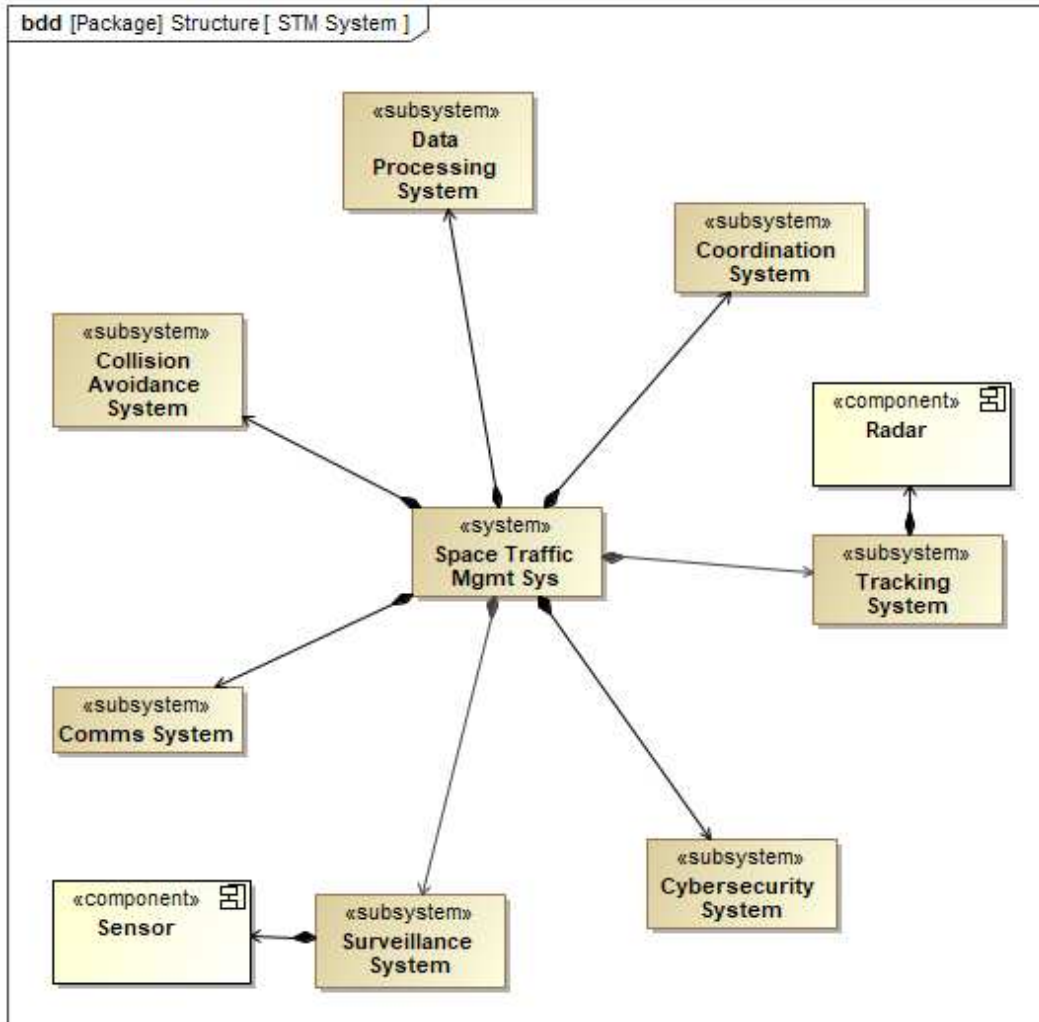 bdd [Package] Structure [ STM System ]
«subsystem»
Data
Processing
System
«subsystem»
Coordination
System
«subsystem»
Collision
Avoidance
System
«component»
Radar
«system»
Space Traffic
Mgmt Sys
«subsystem»
Tracking
System
«subsystem»
Comms System
«subsystem»
Cybersecurity
System
«component»
Sensor
«subsystem»
Surveillance
System